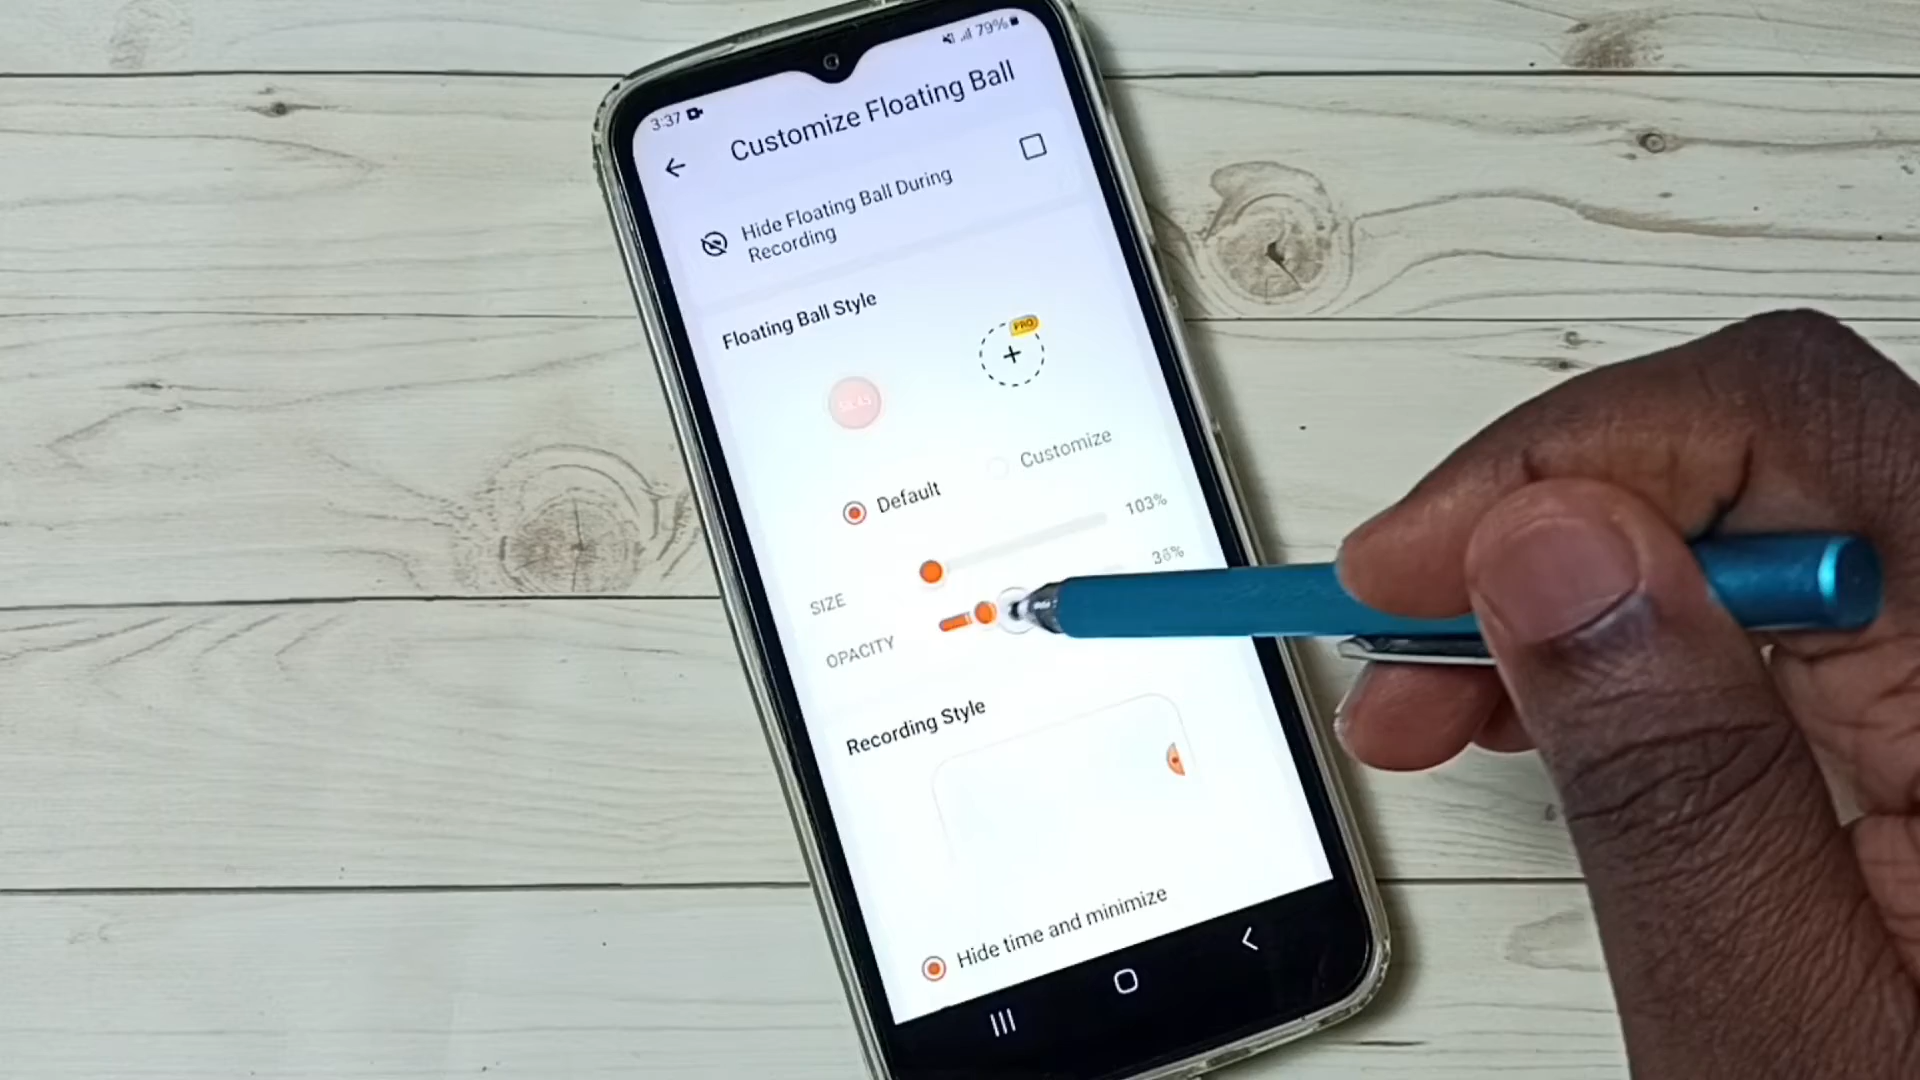 3:37
79%
Customize Floating Ball
Hide Floating Ball During
Recording
Floating Ball Style
PRO
Default
Customize
SIZE
103%
OPACITY
Recording Style
Hide time and minimize